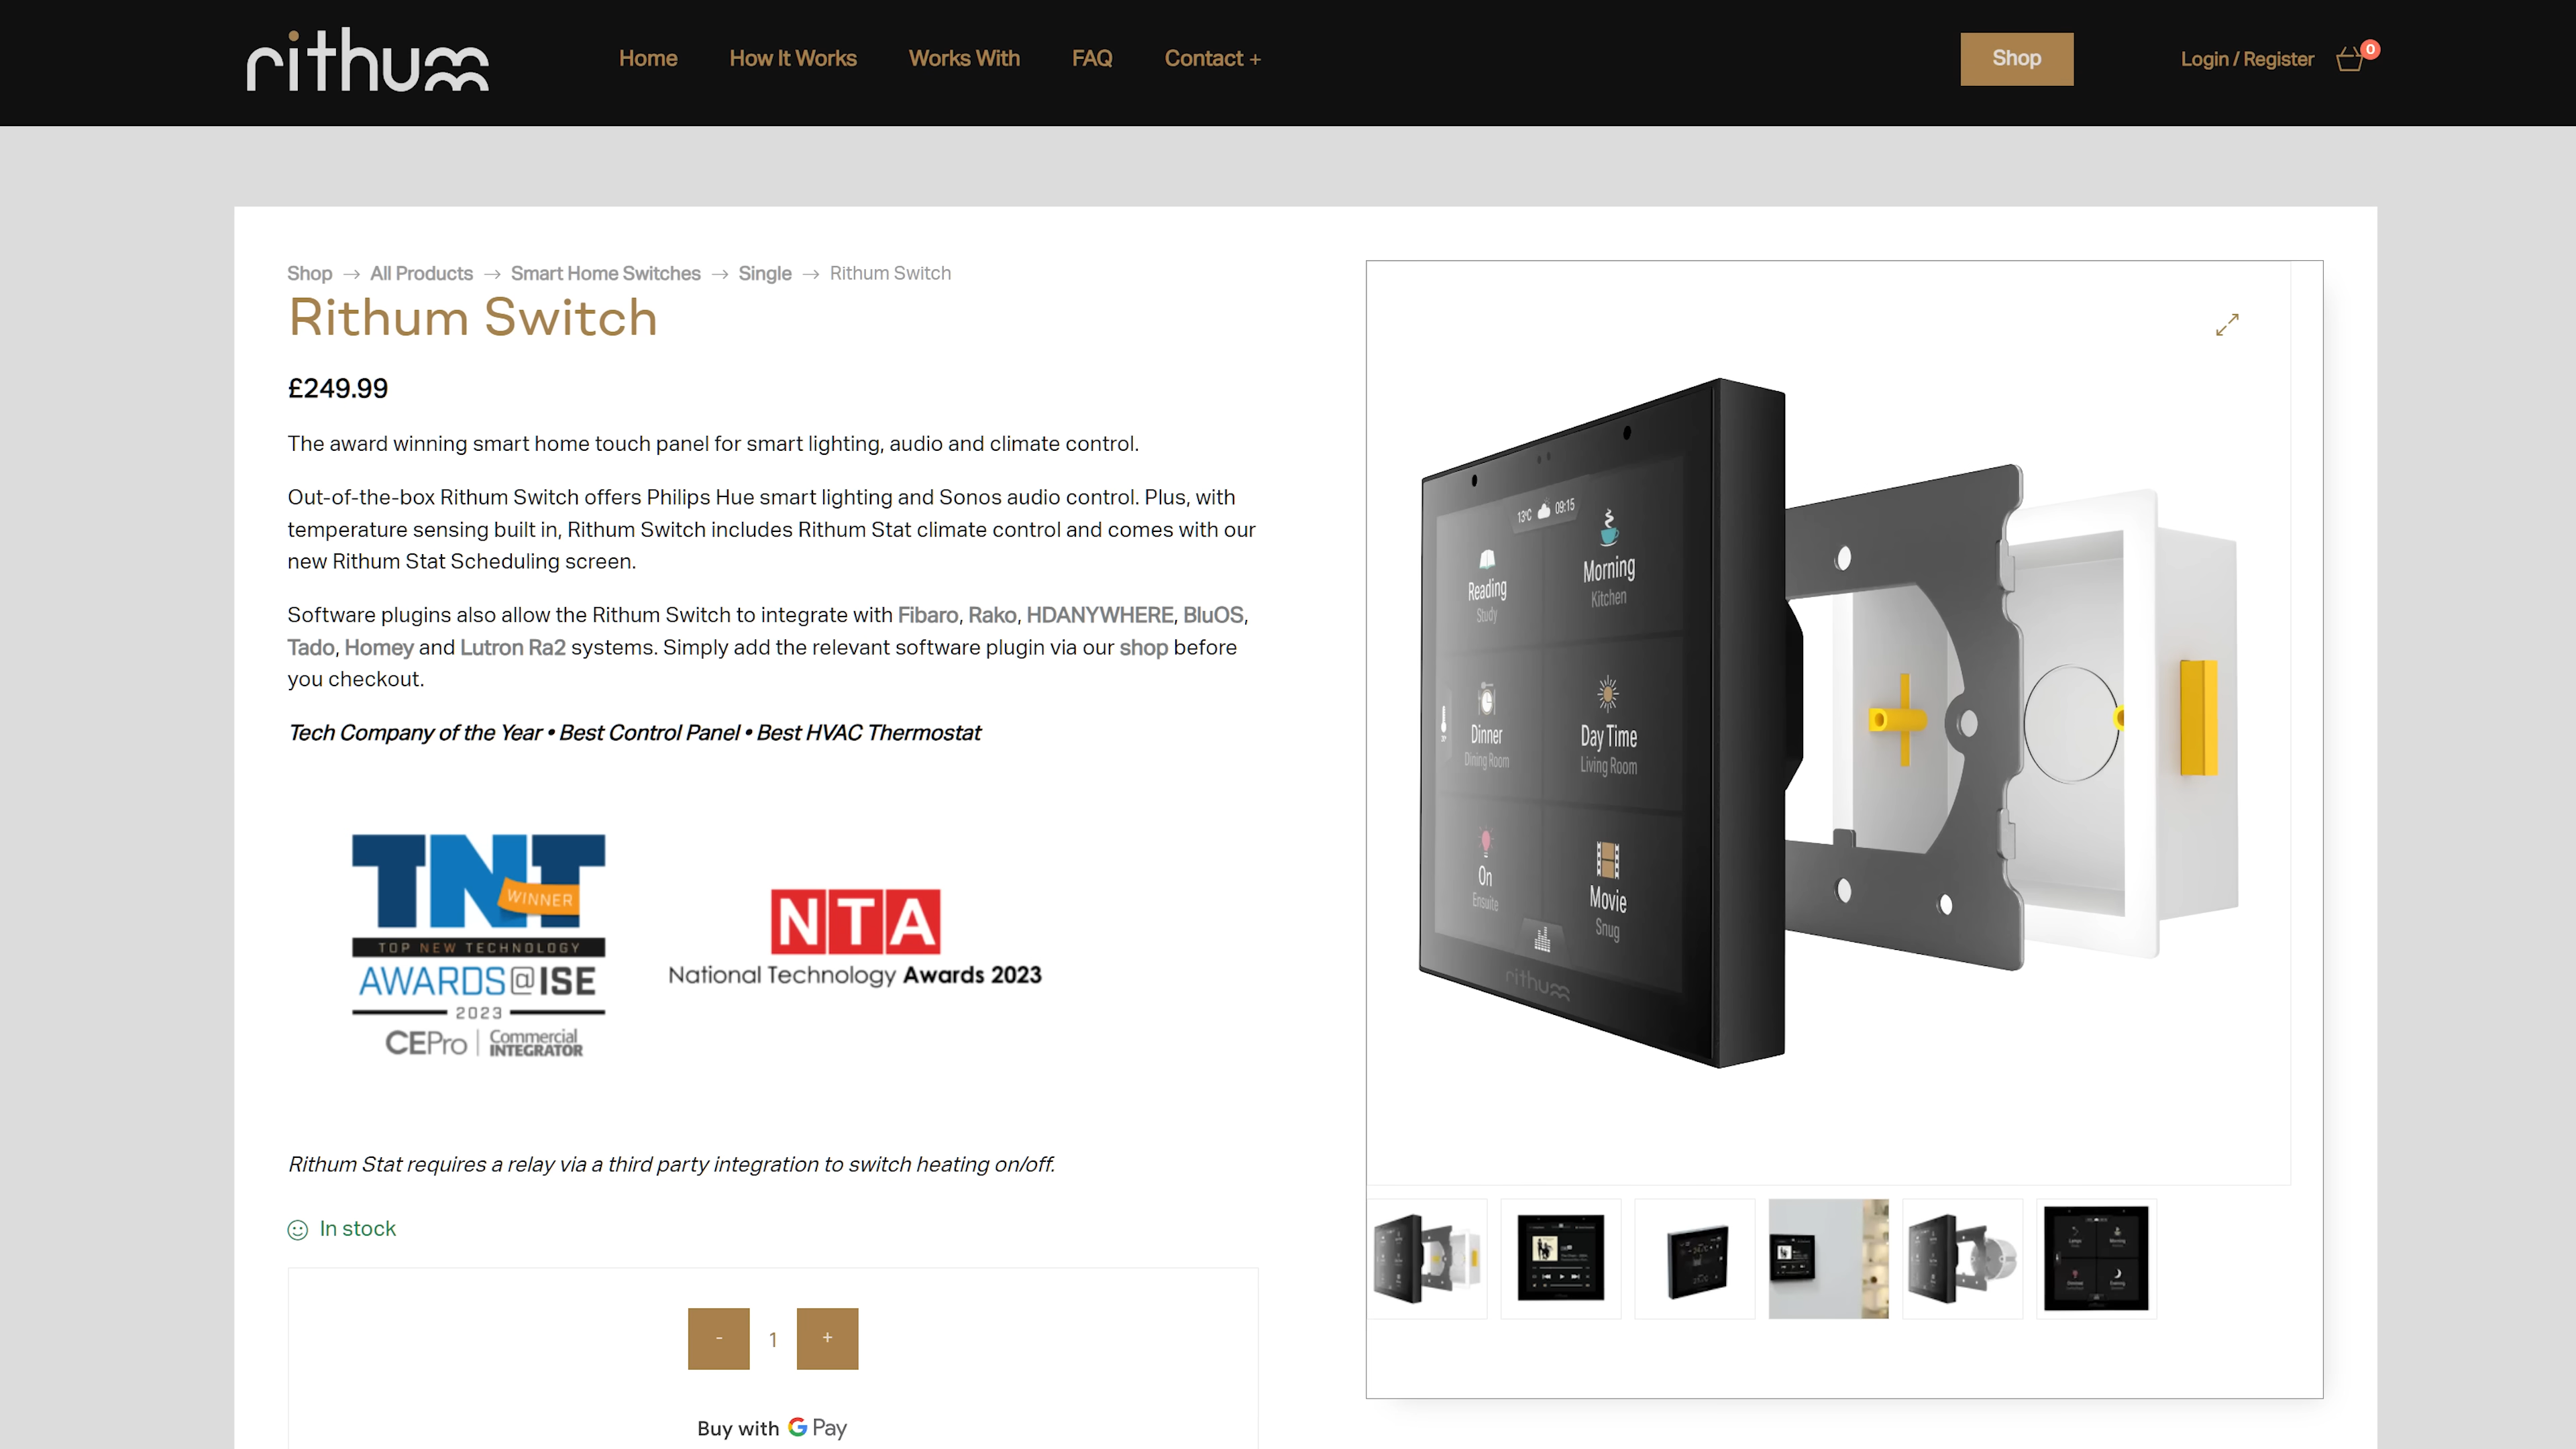 rithum
Home
How It Works
Works With
FAQ
Contact +
Shop
Login / Register
0
Shop → All Products → Smart Home Switches → Single → Rithum Switch
Rithum Switch
£249.99
The award winning smart home touch panel for smart lighting, audio and climate control.
Out-of-the-box Rithum Switch offers Philips Hue smart lighting and Sonos audio control. Plus, with
temperature sensing built in, Rithum Switch includes Rithum Stat climate control and comes with our
new Rithum Stat Scheduling screen.
Software plugins also allow the Rithum Switch to integrate with Fibaro, Rako, HDANYWHERE, BluOS,
Tado, Homey and Lutron Ra2 systems. Simply add the relevant software plugin via our shop before
you checkout.
Tech Company of the Year • Best Control Panel • Best HVAC Thermostat
TNT
WINNER
TOP NEW TECHNOLOGY
AWARDS@ISE
2023
CEPro | Commercial
INTEGRATOR
NTA
National Technology Awards 2023
Rithum Stat requires a relay via a third party integration to switch heating on/off.
In stock
- 1 +
Buy with G Pay
13°C 09:15
Reading
Study
Morning
Kitchen
Dinner
Dining Room
Day Time
Living Room
On
Ensuite
Movie
Snug
rithum